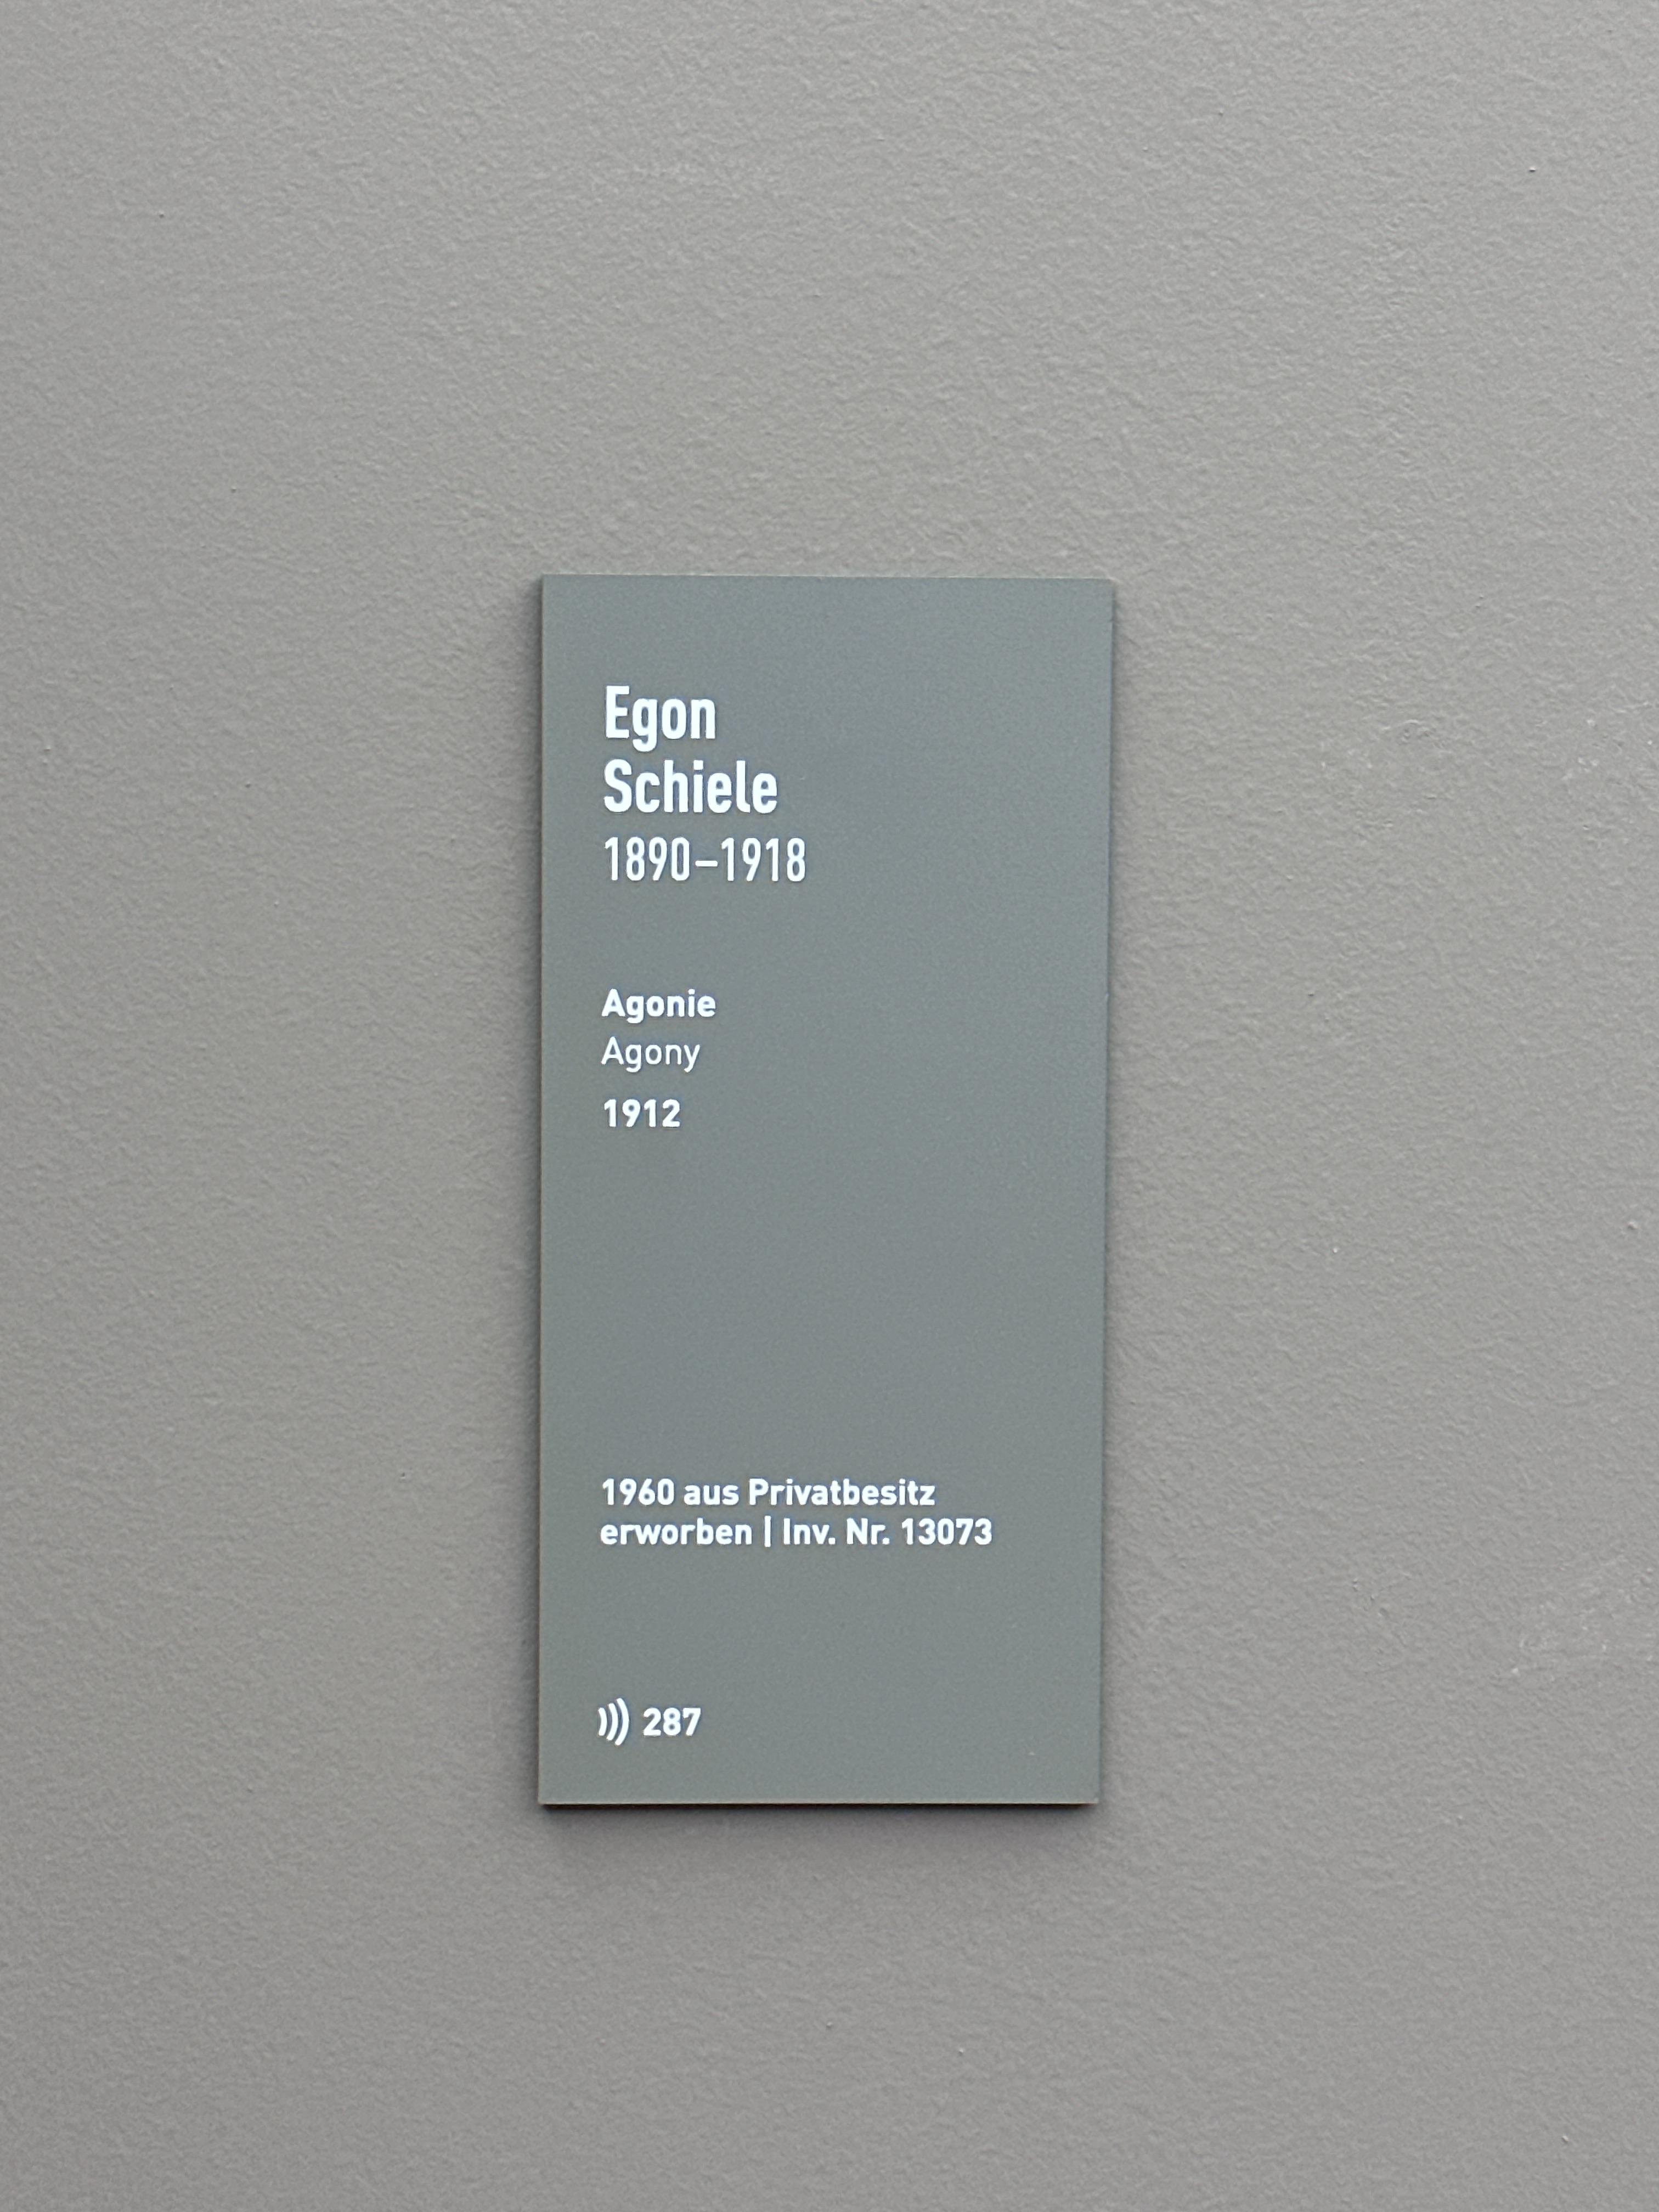 Egon
Schiele
1890–1918
Agonie
Agony
1912
1960 aus Privatbesitz
erworben | Inv. Nr. 13073
287